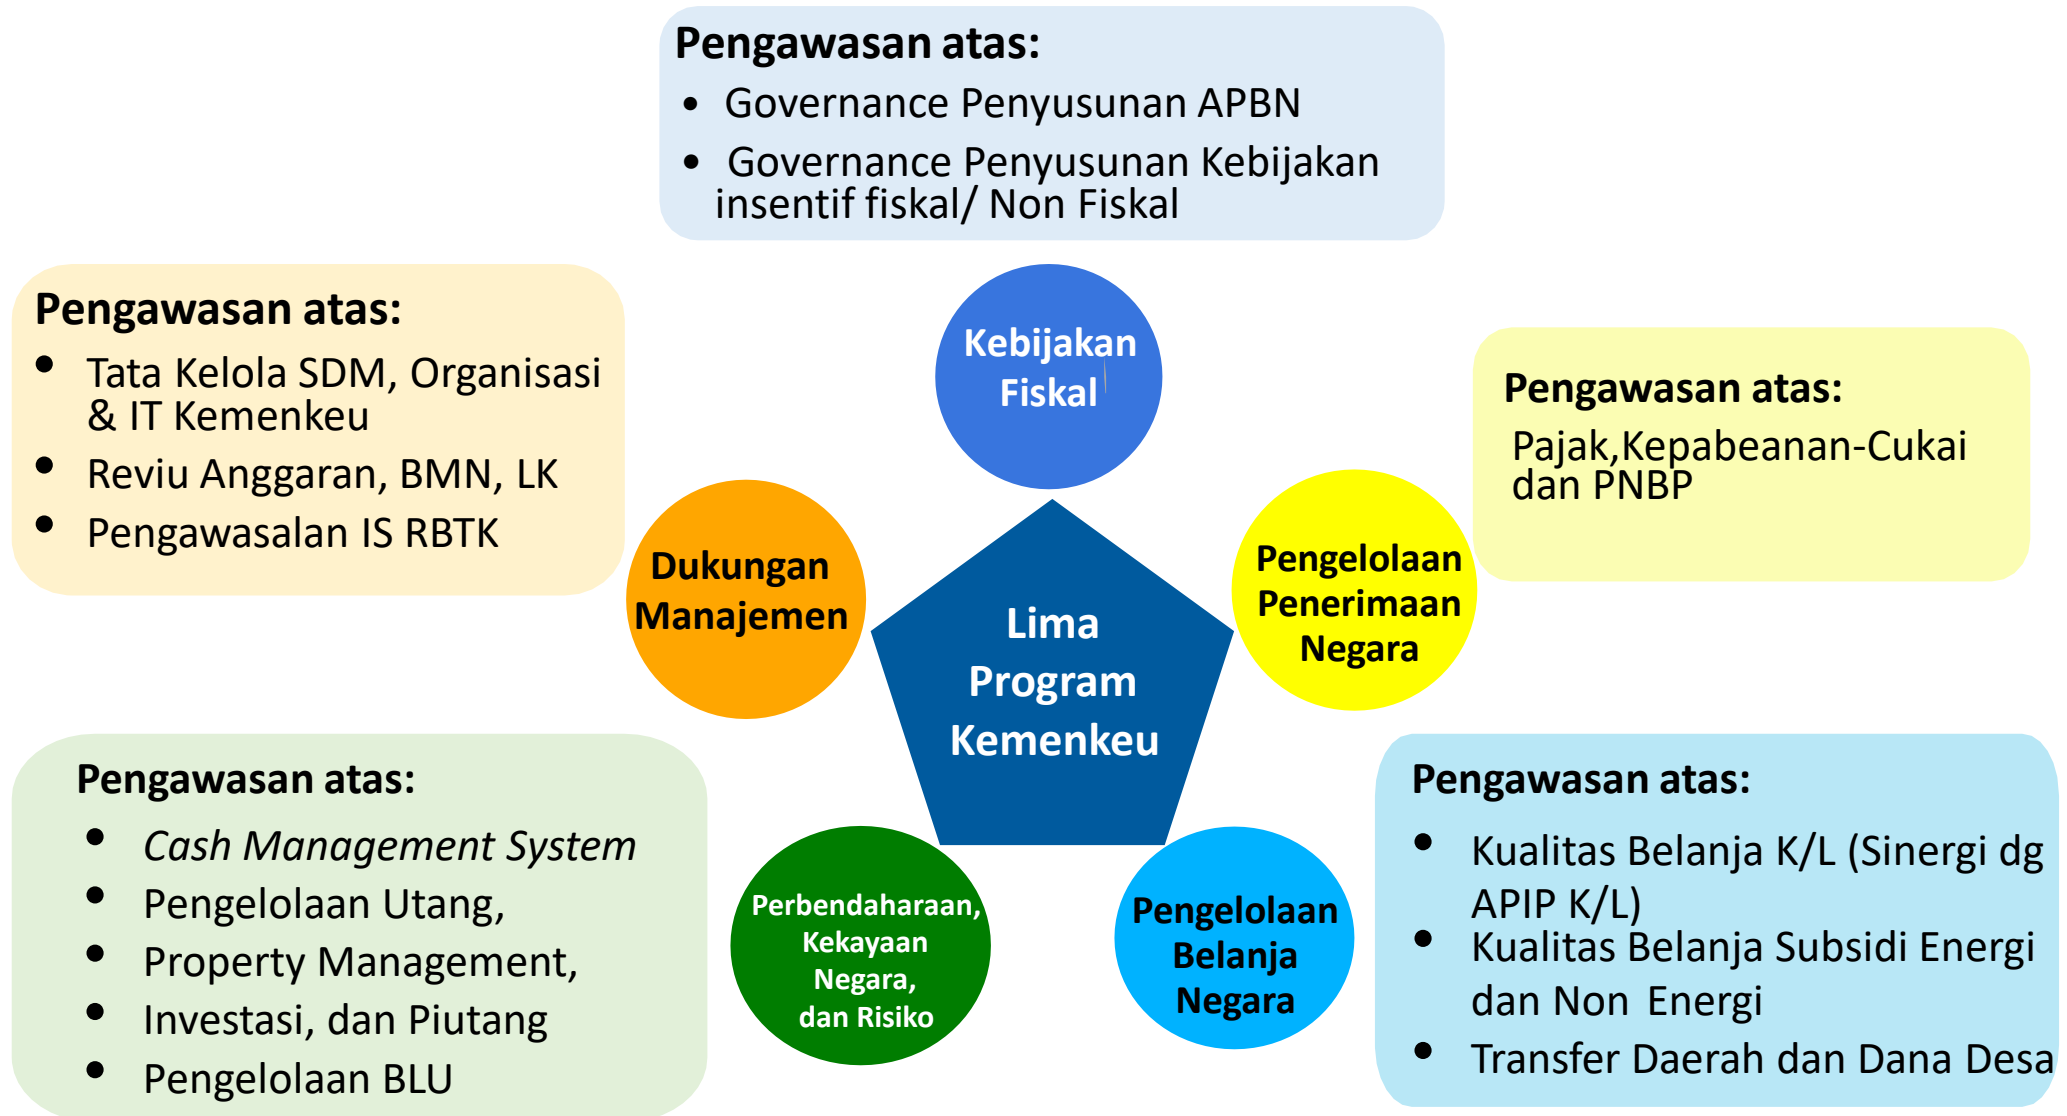 Pengawasan atas:
• Governance Penyusunan APBN
• Governance Penyusunan Kebijakan
insentif fiskal/ Non Fiskal
Pengawasan atas:
• Tata Kelola SDM, Organisasi
& IT Kemenkeu
• Reviu Anggaran, BMN, LK
• Pengawasalan IS RBTK
Kebijakan
Fiskal
Pengawasan atas:
Pajak,Kepabeanan-Cukai
dan PNBP
Dukungan
Manajemen
Pengelolaan
Penerimaan
Negara
Lima
Program
Kemenkeu
Pengawasan atas:
• Cash Management System
• Pengelolaan Utang,
• Property Management,
• Investasi, dan Piutang
• Pengelolaan BLU
Perbendaharaan,
Kekayaan
Negara,
dan Risiko
Pengelolaan
Belanja
Negara
Pengawasan atas:
• Kualitas Belanja K/L (Sinergi dg
APIP K/L)
• Kualitas Belanja Subsidi Energi
dan Non Energi
• Transfer Daerah dan Dana Desa